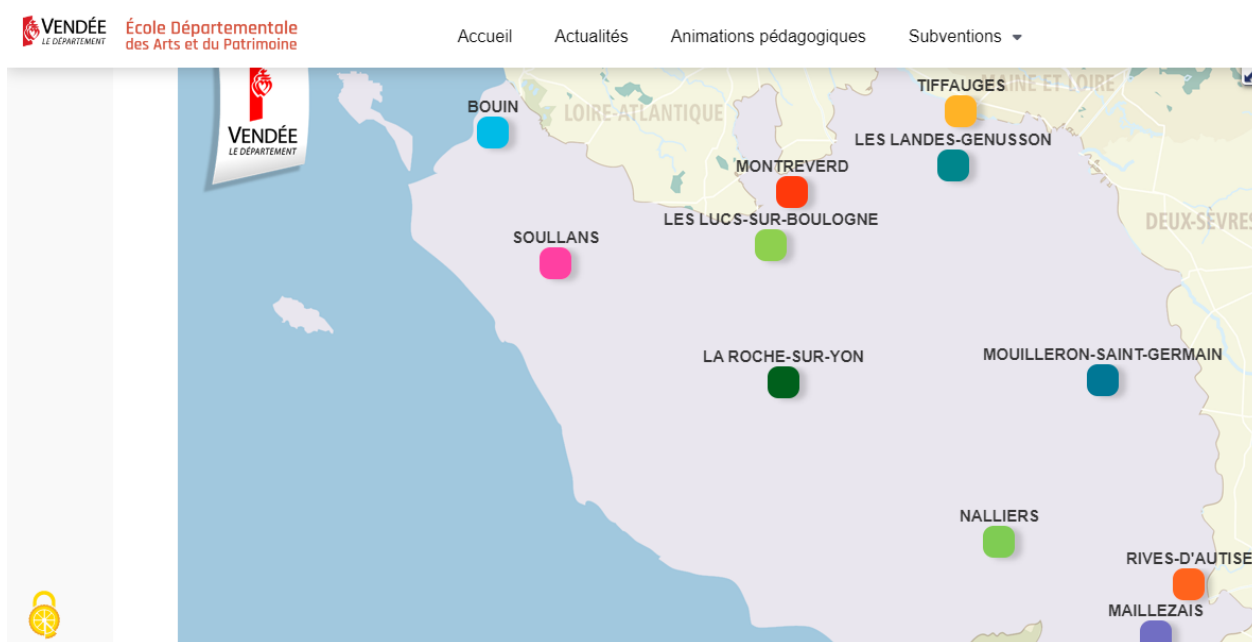 VENDÉE
LE DÉPARTEMENT
École Départementale
des Arts et du Patrimoine
Accueil
Actualités
Animations pédagogiques
Subventions
VENDÉE
LE DÉPARTEMENT
BOUIN
LOIRE-ATLANTIQUE
TIFFAUGES
MAINE ET LOIRE
LES LANDES-GENUSSON
MONTREVERD
LES LUCS-SUR-BOULOGNE
DEUX-SÈVRES
SOULLANS
LA ROCHE-SUR-YON
MOUILLERON-SAINT-GERMAIN
NALLIERS
RIVES-D'AUTISE
MAILLEZAIS